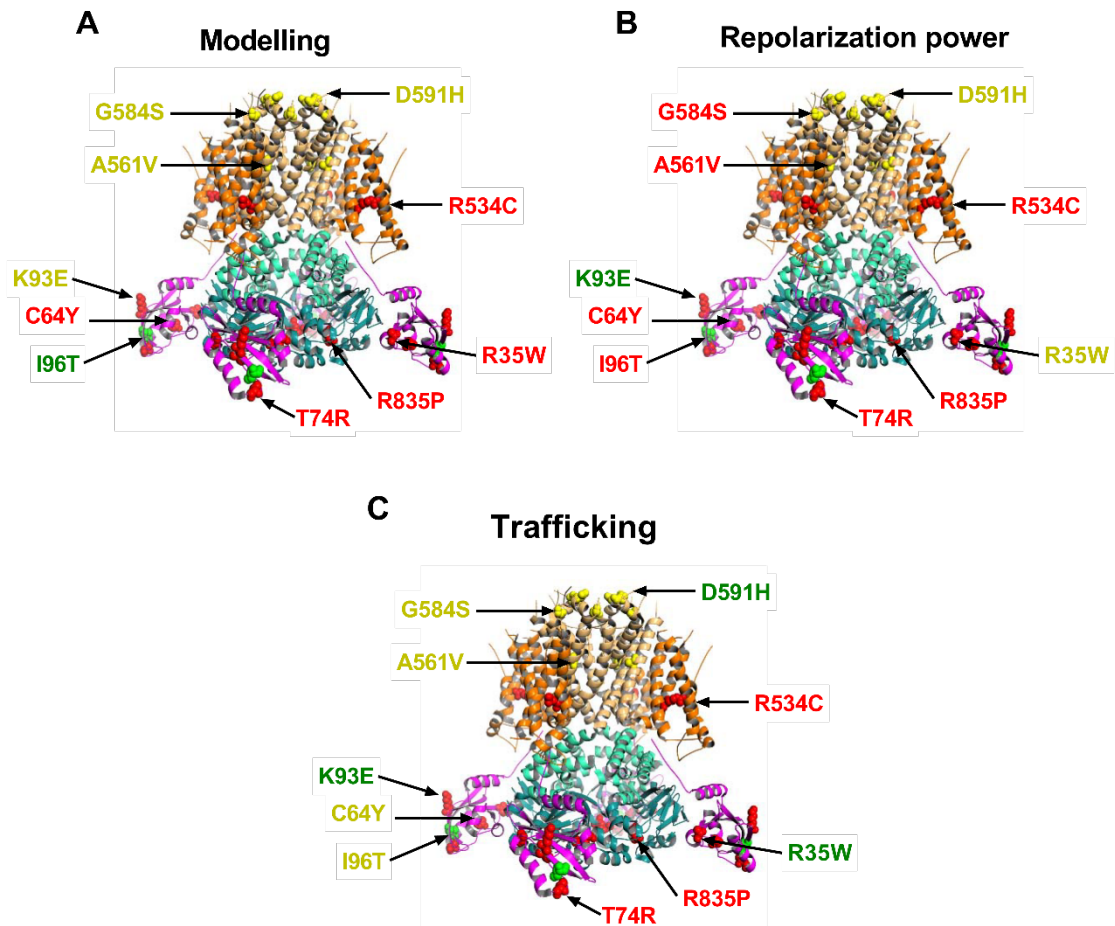 A
Modelling
G584S
D591H
A561V
R534C
K93E
C64Y
I96T
R35W
R835P
T74R
B
Repolarization power
G584S
D591H
A561V
R534C
K93E
C64Y
I96T
R35W
R835P
T74R
C
Trafficking
G584S
D591H
A561V
R534C
K93E
C64Y
I96T
R35W
R835P
T74R